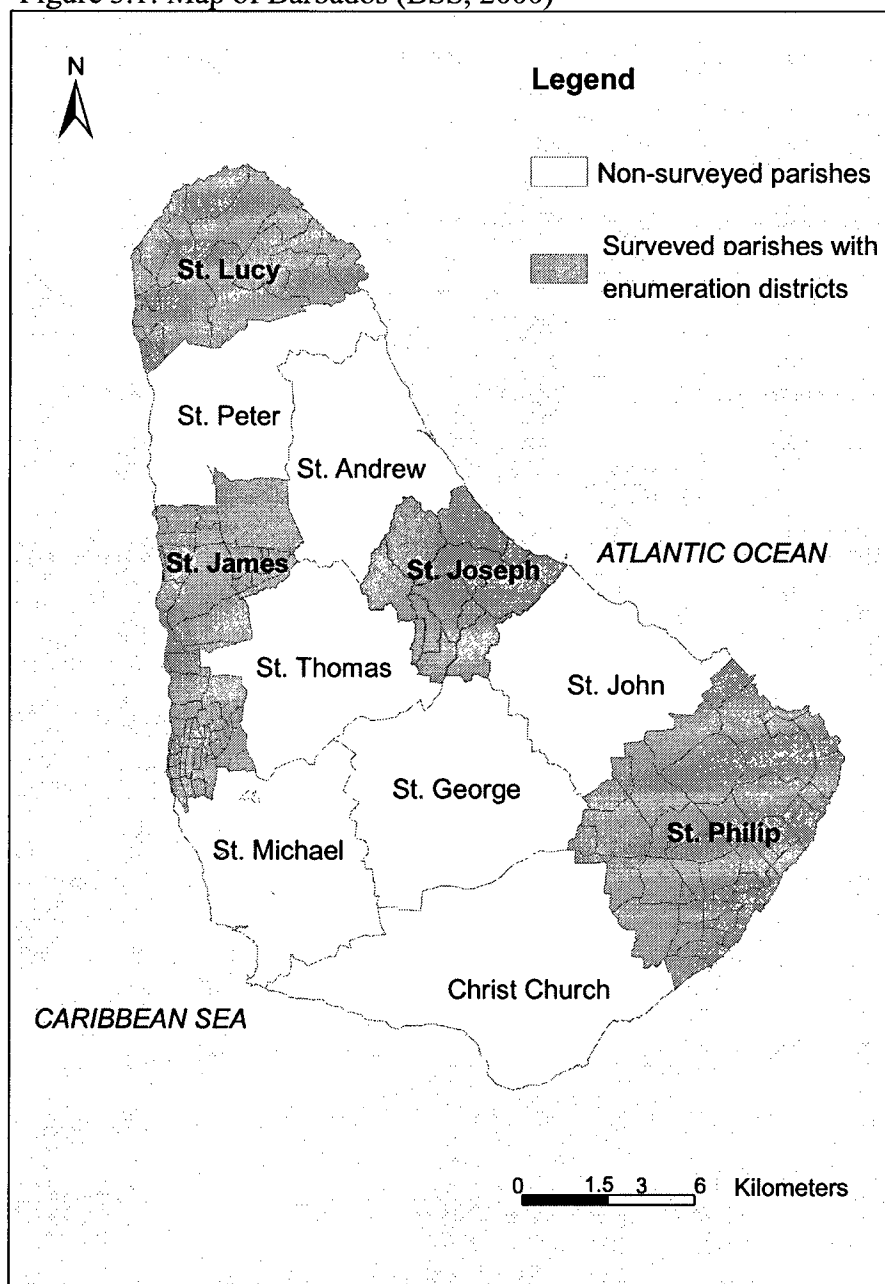 Figure 3.1: Map of Barbados (BSS, 2000)
N
Legend
Non-surveyed parishes
Surveyed parishes with
enumeration districts
St. Lucy
St. Peter
St. Andrew
St. James
St. Joseph
ATLANTIC OCEAN
St. Thomas
St. John
St. George
St. Philip
St. Michael
Christ Church
CARIBBEAN SEA
0 1.5 3 6 Kilometers